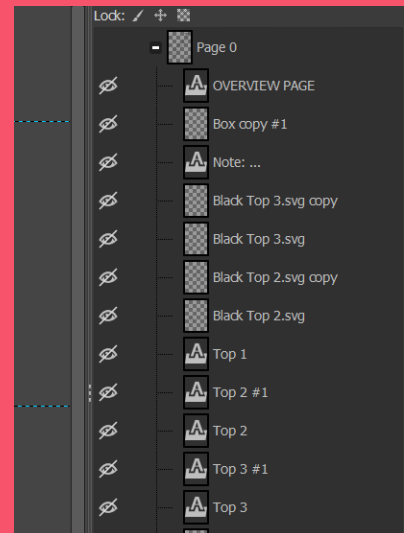 Lock:
Page 0
OVERVIEW PAGE
Box copy #1
Note: ...
Black Top 3.svg copy
Black Top 3.svg
Black Top 2.svg copy
Black Top 2.svg
Top 1
Top 2 #1
Top 2
Top 3 #1
Top 3